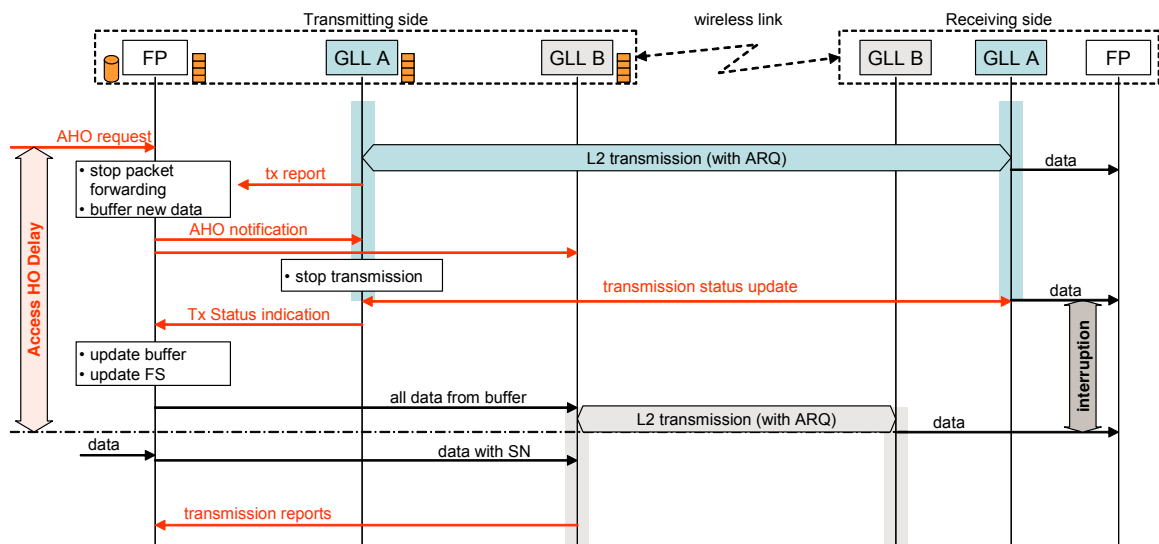 Transmitting side
wireless link
Receiving side
FP
GLL A
GLL B
GLL B
GLL A
FP
AHO request
L2 transmission (with ARQ)
data
• stop packet
forwarding
• buffer new data
tx report
AHO notification
• stop transmission
transmission status update
data
Tx Status indication
Access HO Delay
interruption
• update buffer
• update FS
all data from buffer
L2 transmission (with ARQ)
data
data
data with SN
transmission reports